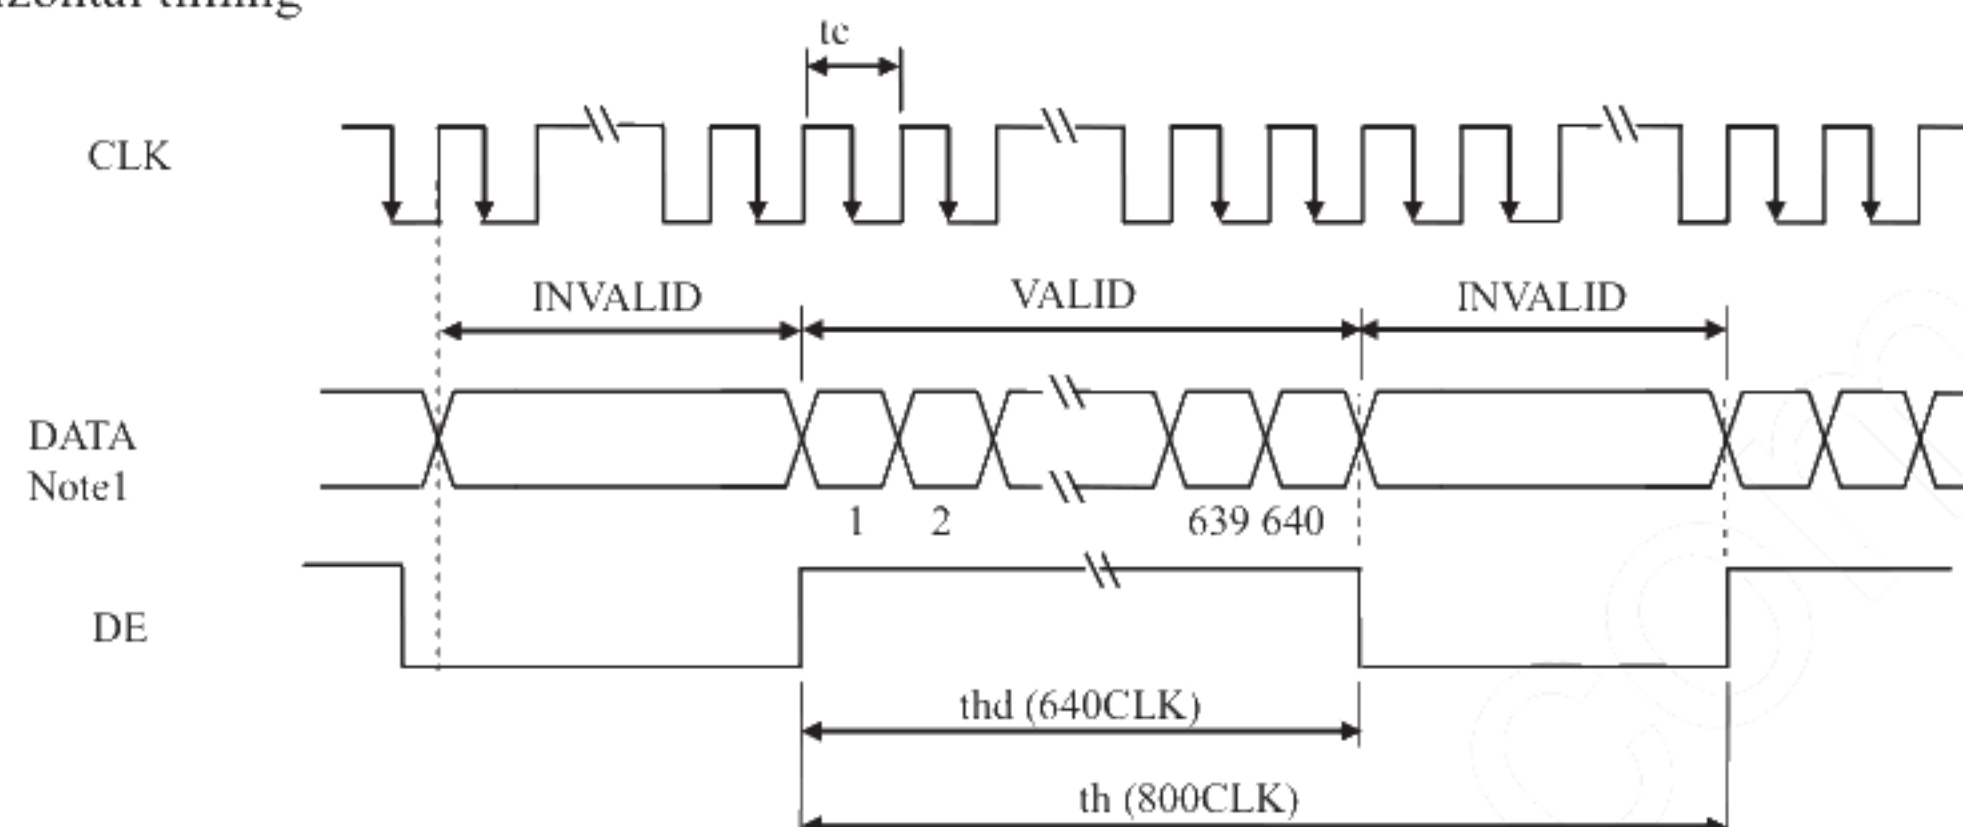 tc
CLK
INVALID VALID INVALID
DATA
Note1
1 2 639 640
DE
thd (640CLK)
th (800CLK)